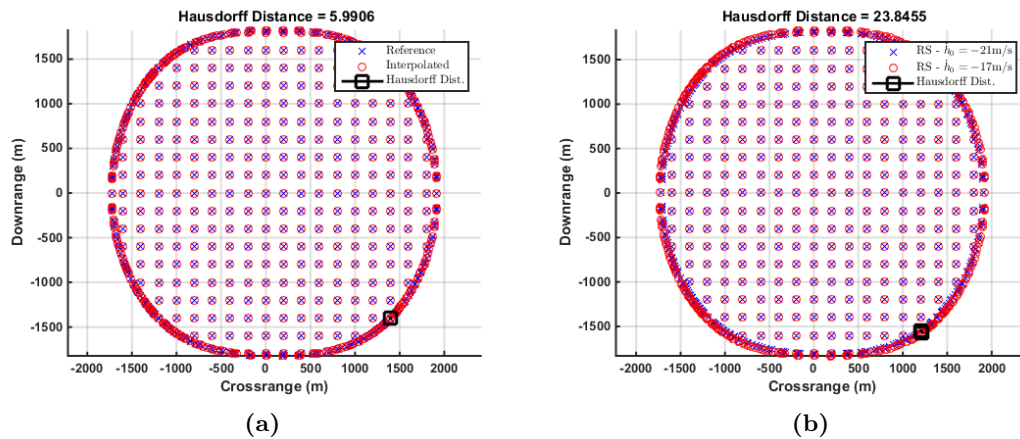 Hausdorff Distance = 5.9906
Reference
Interpolated
Hausdorff Dist.
Downrange (m)
1500
1000
500
0
-500
-1000
-1500
-2000 -1500 -1000 -500 0 500 1000 1500 2000
Crossrange (m)
(a)
Hausdorff Distance = 23.8455
RS - ḣ₀ = −21m/s
RS - ḣ₀ = −17m/s
Hausdorff Dist.
Downrange (m)
1500
1000
500
0
-500
-1000
-1500
-2000 -1500 -1000 -500 0 500 1000 1500 2000
Crossrange (m)
(b)